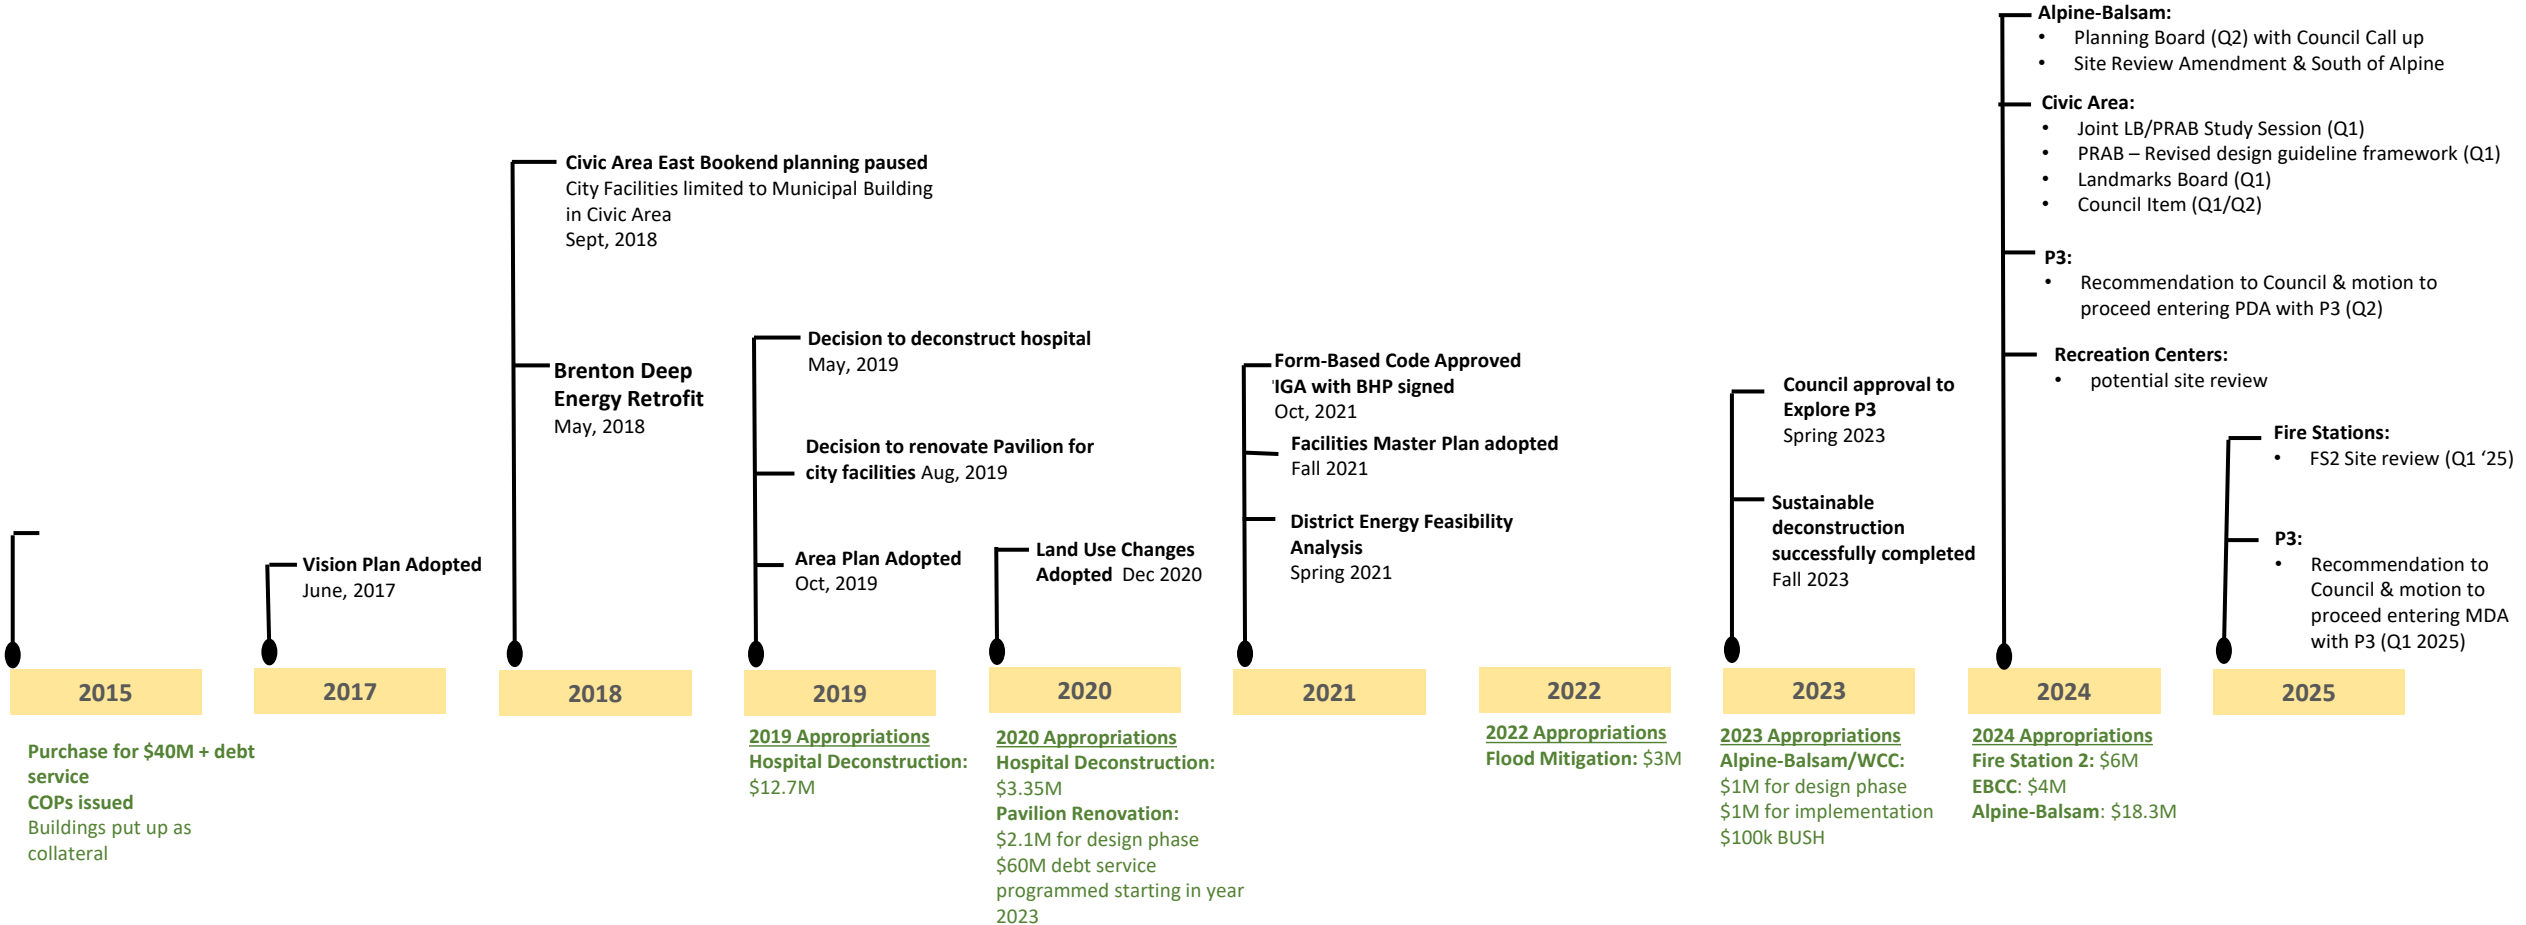 Alpine-Balsam:
• Planning Board (Q2) with Council Call up
• Site Review Amendment & South of Alpine
Civic Area:
• Joint LB/PRAB Study Session (Q1)
• PRAB – Revised design guideline framework (Q1)
• Landmarks Board (Q1)
• Council Item (Q1/Q2)
P3:
• Recommendation to Council & motion to
proceed entering PDA with P3 (Q2)
Recreation Centers:
• potential site review
Civic Area East Bookend planning paused
City Facilities limited to Municipal Building
in Civic Area
Sept, 2018
Brenton Deep
Energy Retrofit
May, 2018
Decision to deconstruct hospital
May, 2019
Decision to renovate Pavilion for
city facilities Aug, 2019
Area Plan Adopted
Oct, 2019
Form-Based Code Approved
'IGA with BHP signed
Oct, 2021
Facilities Master Plan adopted
Fall 2021
District Energy Feasibility
Analysis
Spring 2021
Council approval to
Explore P3
Spring 2023
Sustainable
deconstruction
successfully completed
Fall 2023
Fire Stations:
• FS2 Site review (Q1 ‘25)
P3:
• Recommendation to
Council & motion to
proceed entering MDA
with P3 (Q1 2025)
Vision Plan Adopted
June, 2017
Land Use Changes
Adopted Dec 2020
2015
2017
2018
2019
2020
2021
2022
2023
2024
2025
Purchase for $40M + debt
service
COPs issued
Buildings put up as
collateral
2019 Appropriations
Hospital Deconstruction:
$12.7M
2020 Appropriations
Hospital Deconstruction:
$3.35M
Pavilion Renovation:
$2.1M for design phase
$60M debt service
programmed starting in year
2023
2022 Appropriations
Flood Mitigation: $3M
2023 Appropriations
Alpine-Balsam/WCC:
$1M for design phase
$1M for implementation
$100k BUSH
2024 Appropriations
Fire Station 2: $6M
EBCC: $4M
Alpine-Balsam: $18.3M